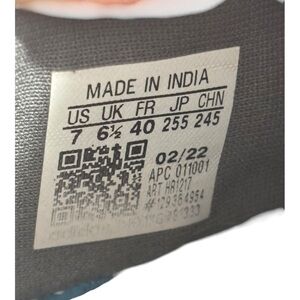 MADE IN INDIA
US UK FR JP CHN
7 6½ 40 255 245
02/22
APC 011001
ART HR1217
#129364954